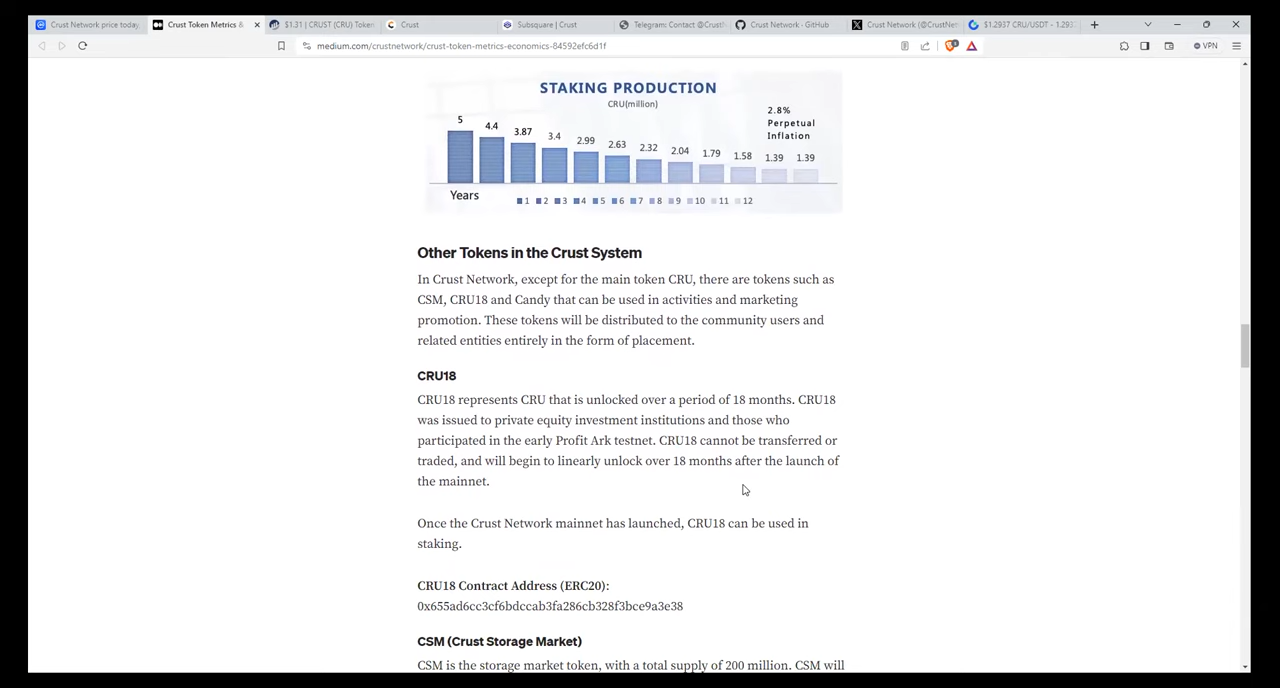 Crust Network price today
Crust Token Metrics &
$1.31 | CRUST (CRU) Token
Crust
Subsquare | Crust
Telegram: Contact @CrustN
Crust Network · GitHub
Crust Network (@CrustNet
$1.2937 CRU/USDT - 1.293
medium.com/crustnetwork/crust-token-metrics-economics-84592efc6d1f
VPN
STAKING PRODUCTION
CRU(million)
2.8%
Perpetual
Inflation
5 4.4 3.87 3.4 2.99 2.63 2.32 2.04 1.79 1.58 1.39 1.39
Years
1 2 3 4 5 6 7 8 9 10 11 12
Other Tokens in the Crust System
In Crust Network, except for the main token CRU, there are tokens such as
CSM, CRU18 and Candy that can be used in activities and marketing
promotion. These tokens will be distributed to the community users and
related entities entirely in the form of placement.
CRU18
CRU18 represents CRU that is unlocked over a period of 18 months. CRU18
was issued to private equity investment institutions and those who
participated in the early Profit Ark testnet. CRU18 cannot be transferred or
traded, and will begin to linearly unlock over 18 months after the launch of
the mainnet.
Once the Crust Network mainnet has launched, CRU18 can be used in
staking.
CRU18 Contract Address (ERC20):
0x655ad6cc3cf6bdccab3fa286cb328f3bce9a3e38
CSM (Crust Storage Market)
CSM is the storage market token, with a total supply of 200 million. CSM will